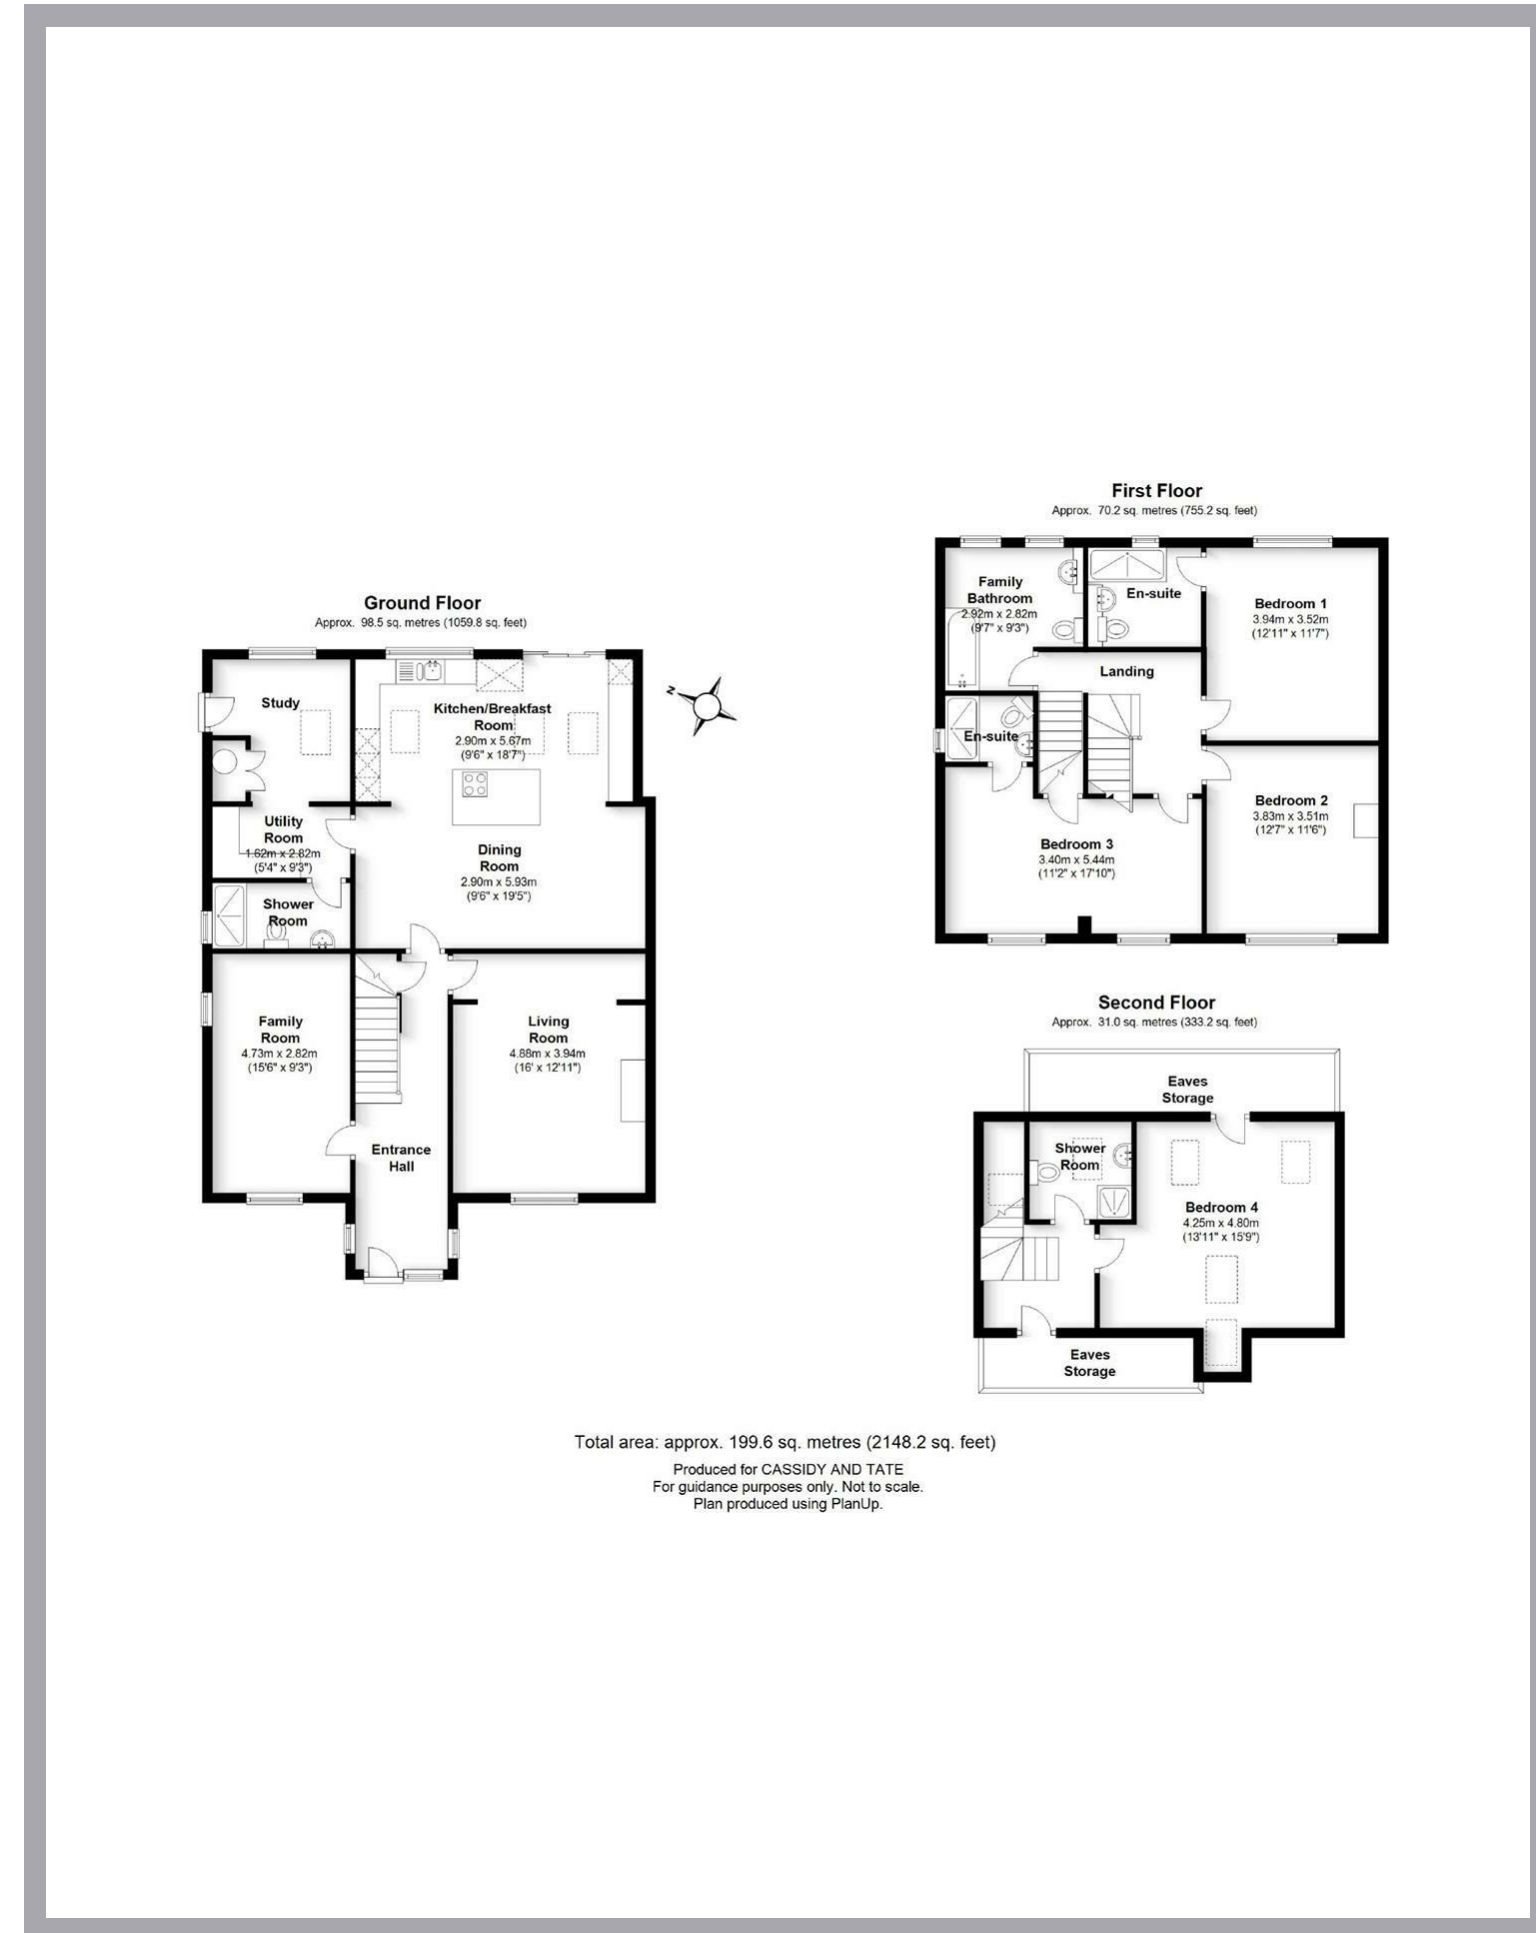 First Floor
Approx. 70.2 sq. metres (755.2 sq. feet)
Family
Bathroom
2.92m x 2.82m
(9'7" x 9'3")
En-suite
Bedroom 1
3.94m x 3.52m
(12'11" x 11'7")
Landing
En-suite
Bedroom 2
3.83m x 3.51m
(12'7" x 11'6")
Bedroom 3
3.40m x 5.44m
(11'2" x 17'10")
Ground Floor
Approx. 98.5 sq. metres (1059.8 sq. feet)
Study
Kitchen/Breakfast
Room
2.90m x 5.67m
(9'6" x 18'7")
N
Utility
Room
1.62m x 2.82m
(5'4" x 9'3")
Dining
Room
2.90m x 5.93m
(9'6" x 19'5")
Shower
Room
Family
Room
4.73m x 2.82m
(15'6" x 9'3")
Living
Room
4.88m x 3.94m
(16' x 12'11")
Entrance
Hall
Second Floor
Approx. 31.0 sq. metres (333.2 sq. feet)
Eaves
Storage
Shower
Room
Bedroom 4
4.25m x 4.80m
(13'11" x 15'9")
Eaves
Storage
Total area: approx. 199.6 sq. metres (2148.2 sq. feet)
Produced for CASSIDY AND TATE
For guidance purposes only. Not to scale.
Plan produced using PlanUp.